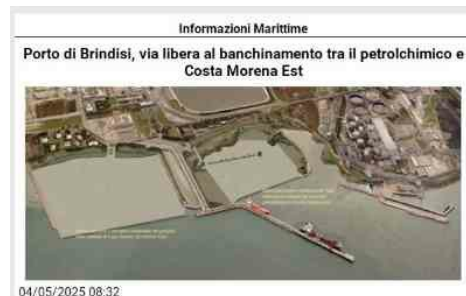 Informazioni Marittime
Porto di Brindisi, via libera al banchinamento tra il petrolchimico e
Costa Morena Est
04/05/2025 08:32